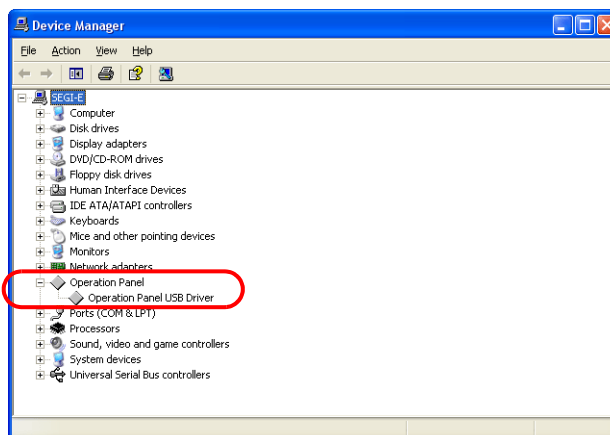 Device Manager
File Action View Help
SEGI-E
Computer
Disk drives
Display adapters
DVD/CD-ROM drives
Floppy disk drives
Human Interface Devices
IDE ATA/ATAPI controllers
Keyboards
Mice and other pointing devices
Monitors
Network adapters
Operation Panel
Operation Panel USB Driver
Ports (COM & LPT)
Processors
Sound, video and game controllers
System devices
Universal Serial Bus controllers